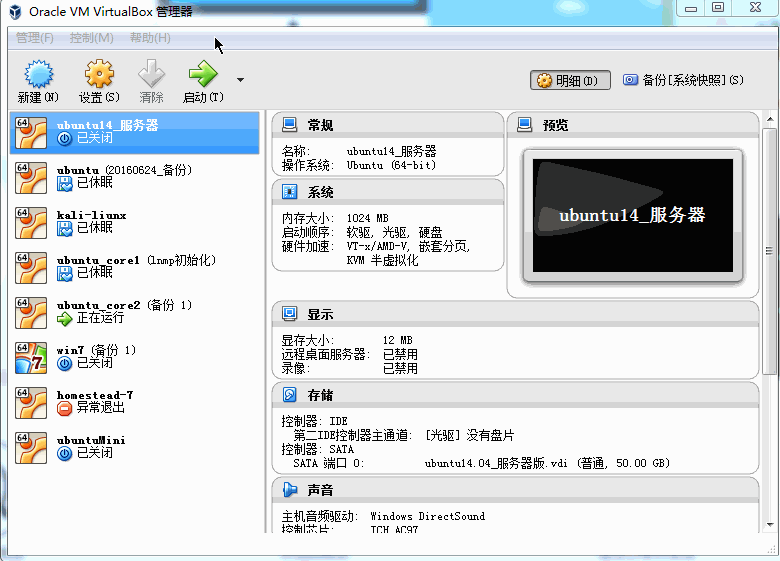 Oracle VM VirtualBox 管理器
管理(F) 控制(M) 帮助(H)
新建(N) 设置(S) 清除 启动(T)
明细(D) 备份[系统快照](S)
64 ubuntu14_服务器
已关闭
64 ubuntu (20160624_备份)
已休眠
64 kali-liunx
已休眠
64 ubuntu_core1 (lnmp初始化)
已休眠
64 ubuntu_core2 (备份 1)
正在运行
64 win7 (备份 1)
7 已关闭
64 homestead-7
异常退出
64 ubuntuMini
已关闭
常规
名称: ubuntu14_服务器
操作系统: Ubuntu (64-bit)
系统
内存大小: 1024 MB
启动顺序: 软驱, 光驱, 硬盘
硬件加速: VT-x/AMD-V, 嵌套分页,
KVM 半虚拟化
预览
ubuntu14_服务器
显示
显存大小: 12 MB
远程桌面服务器: 已禁用
录像: 已禁用
存储
控制器: IDE
第二IDE控制器主通道: [光驱] 没有盘片
控制器: SATA
SATA 端口 0: ubuntu14.04_服务器版.vdi (普通, 50.00 GB)
声音
主机音频驱动: Windows DirectSound
控制芯片: ICH AC97